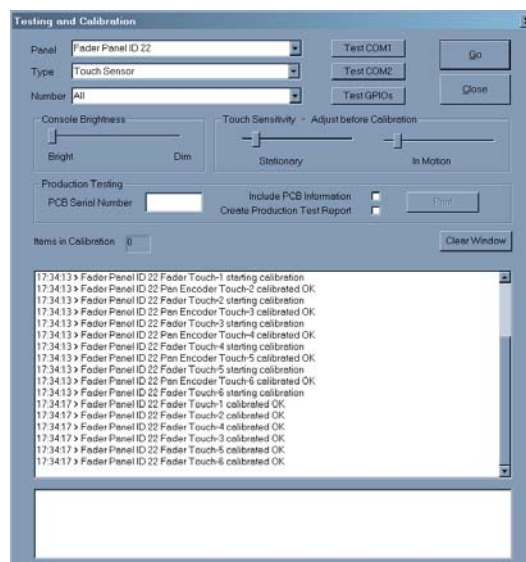 Testing and Calibration
Panel Fader Panel ID 22 Test COM1 Go
Type Touch Sensor Test COM2
Number All Test GPIOs Close
Console Brightness Touch Sensitivity - Adjust before Calibration
Bright Dim Stationary In Motion
Production Testing
PCB Serial Number Include PCB Information Print
Create Production Test Report
Items in Calibration 0 Clear Window
17:34:13 > Fader Panel ID 22 Fader Touch-1 starting calibration
17:34:13 > Fader Panel ID 22 Pan Encoder Touch-2 calibrated OK
17:34:13 > Fader Panel ID 22 Fader Touch-2 starting calibration
17:34:13 > Fader Panel ID 22 Pan Encoder Touch-3 calibrated OK
17:34:13 > Fader Panel ID 22 Fader Touch-3 starting calibration
17:34:13 > Fader Panel ID 22 Pan Encoder Touch-4 calibrated OK
17:34:13 > Fader Panel ID 22 Fader Touch-4 starting calibration
17:34:13 > Fader Panel ID 22 Pan Encoder Touch-5 calibrated OK
17:34:13 > Fader Panel ID 22 Fader Touch-5 starting calibration
17:34:13 > Fader Panel ID 22 Pan Encoder Touch-6 calibrated OK
17:34:13 > Fader Panel ID 22 Fader Touch-6 starting calibration
17:34:17 > Fader Panel ID 22 Fader Touch-1 calibrated OK
17:34:17 > Fader Panel ID 22 Fader Touch-2 calibrated OK
17:34:17 > Fader Panel ID 22 Fader Touch-4 calibrated OK
17:34:17 > Fader Panel ID 22 Fader Touch-3 calibrated OK
17:34:17 > Fader Panel ID 22 Fader Touch-5 calibrated OK
17:34:17 > Fader Panel ID 22 Fader Touch-6 calibrated OK